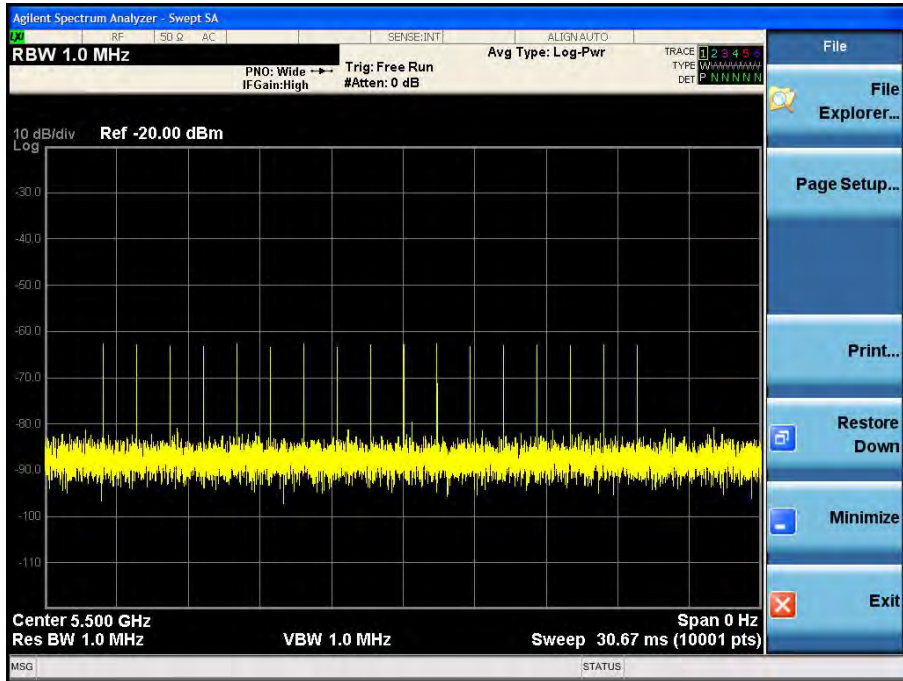 Agilent Spectrum Analyzer - Swept SA
LXI RF 50 Ω AC SENSE:INT ALIGN AUTO
RBW 1.0 MHz
PNO: Wide
IFGain:High
Trig: Free Run
#Atten: 0 dB
Avg Type: Log-Pwr
TRACE 1 2 3 4 5 6
TYPE WWWWWW
DET P N N N N N
10 dB/div
Log
Ref -20.00 dBm
-30.0
-40.0
-50.0
-60.0
-70.0
-80.0
-90.0
-100
-110
Center 5.500 GHz
Span 0 Hz
Res BW 1.0 MHz
VBW 1.0 MHz
Sweep 30.67 ms (10001 pts)
MSG
STATUS
File
File Explorer...
Page Setup...
Print...
Restore Down
Minimize
Exit